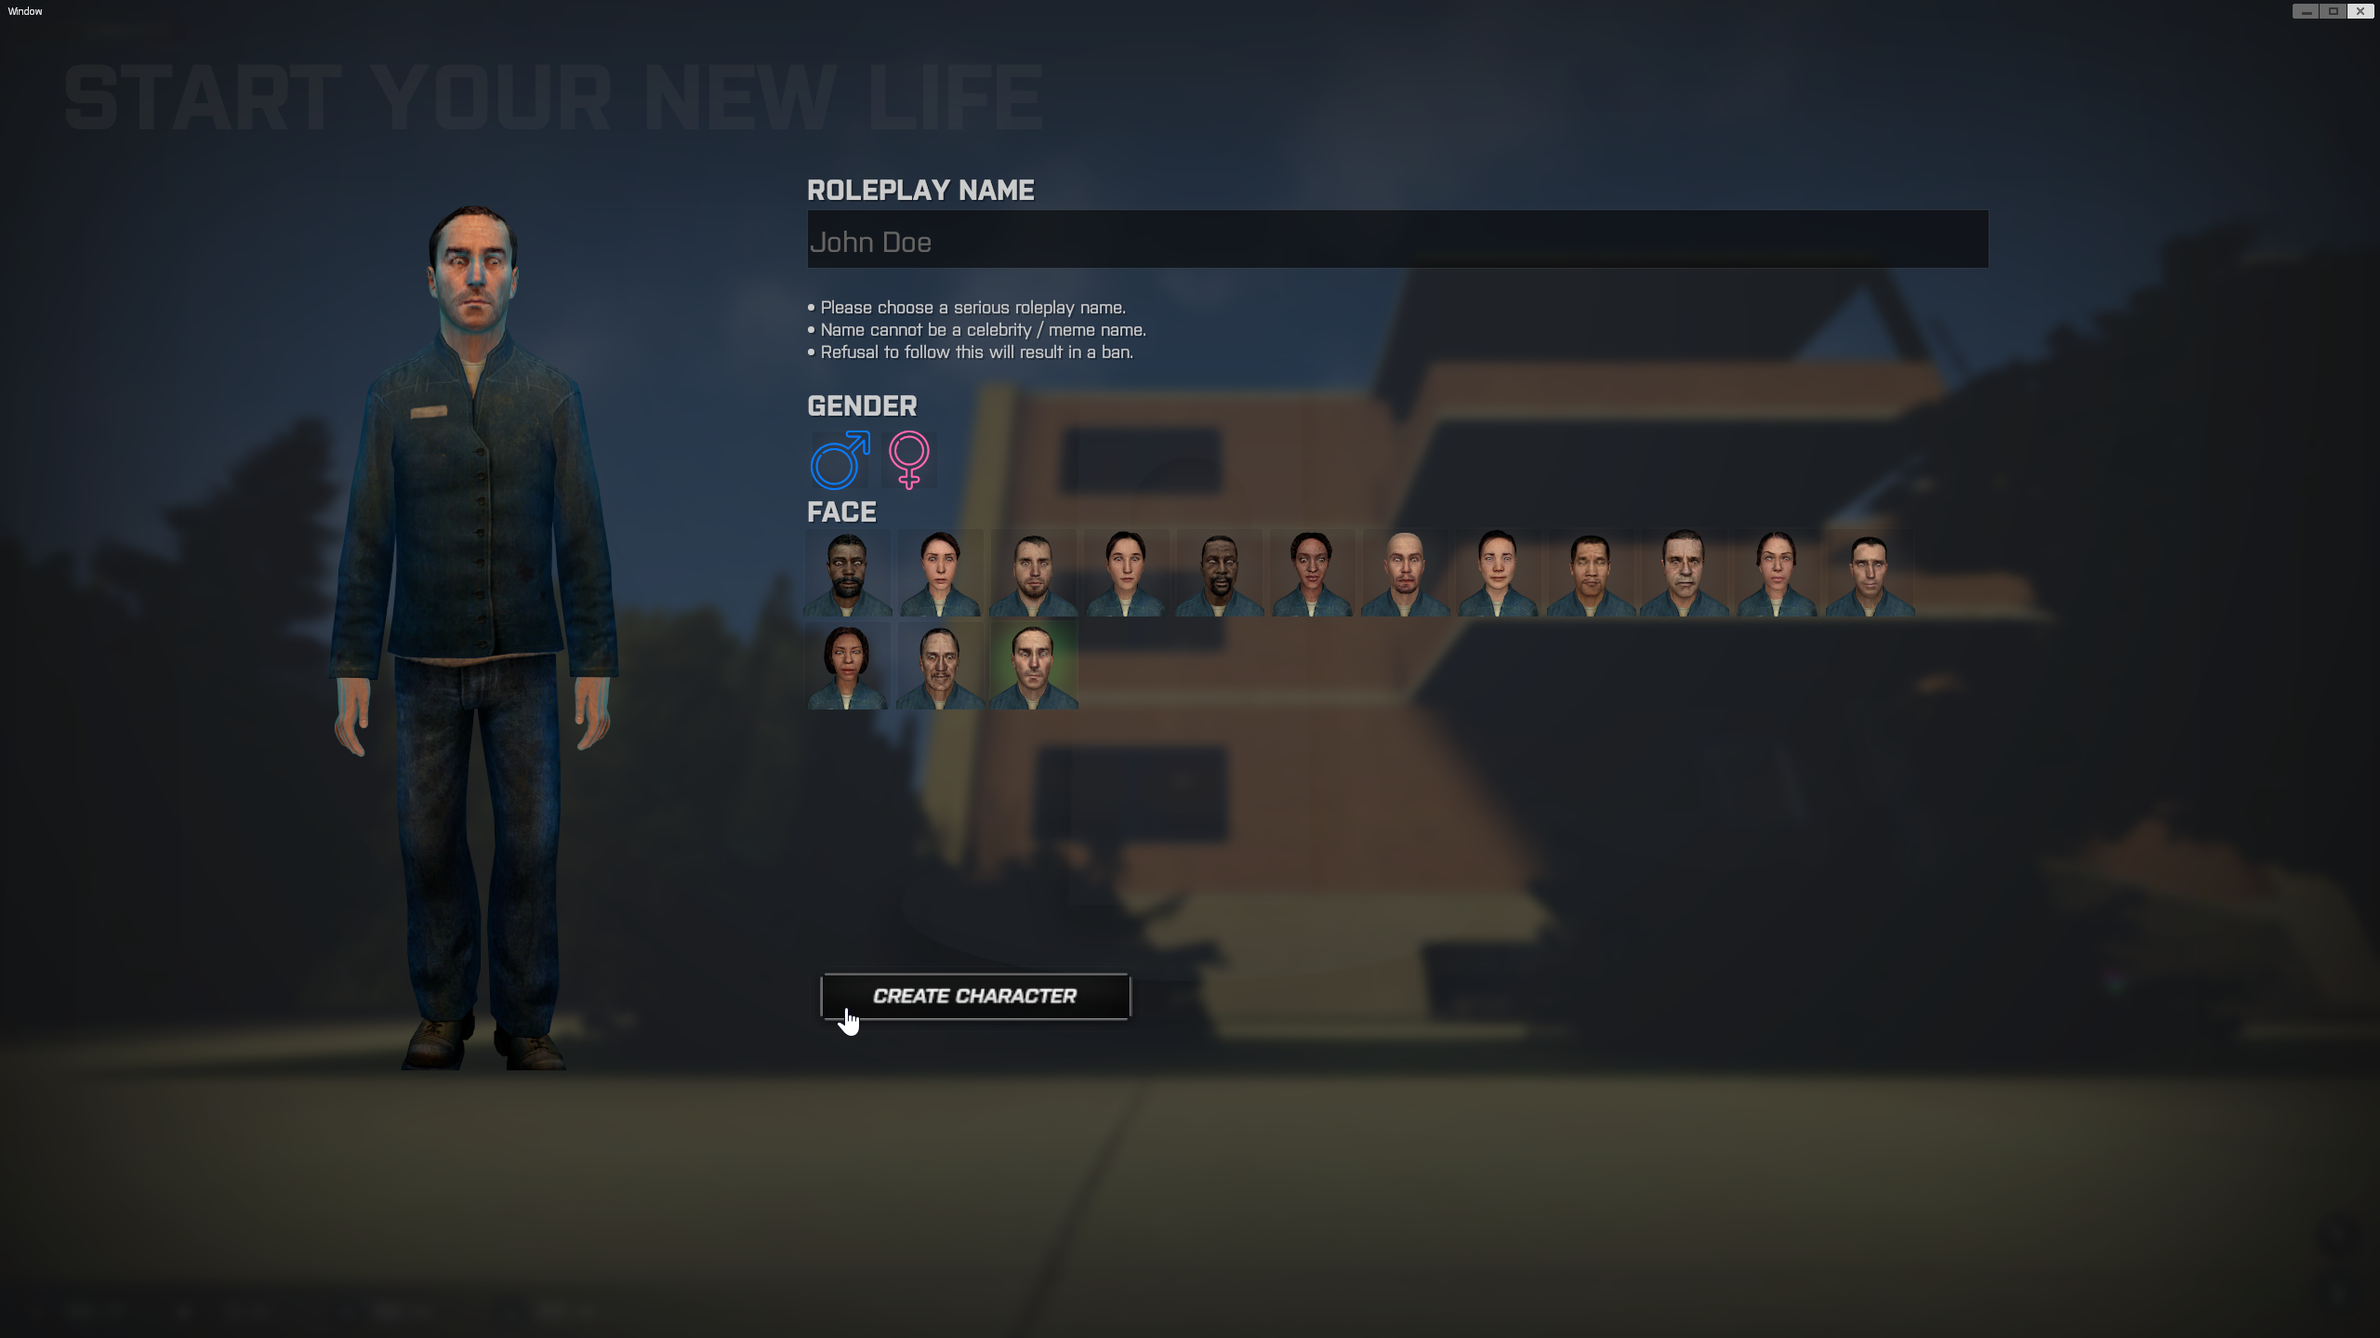 Window
START YOUR NEW LIFE
ROLEPLAY NAME
John Doe
• Please choose a serious roleplay name.
• Name cannot be a celebrity / meme name.
• Refusal to follow this will result in a ban.
GENDER
FACE
CREATE CHARACTER